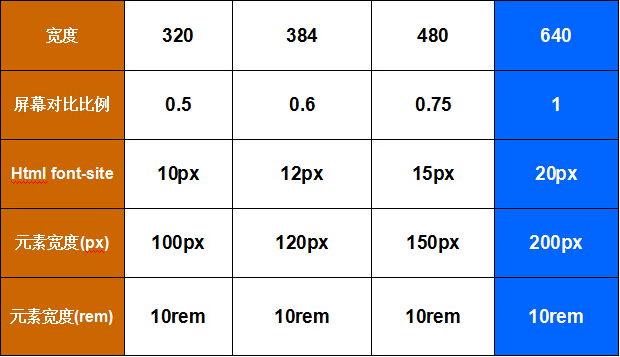 宽度 320 384 480 640
屏幕对比比例 0.5 0.6 0.75 1
Html font-site 10px 12px 15px 20px
元素宽度(px) 100px 120px 150px 200px
元素宽度(rem) 10rem 10rem 10rem 10rem